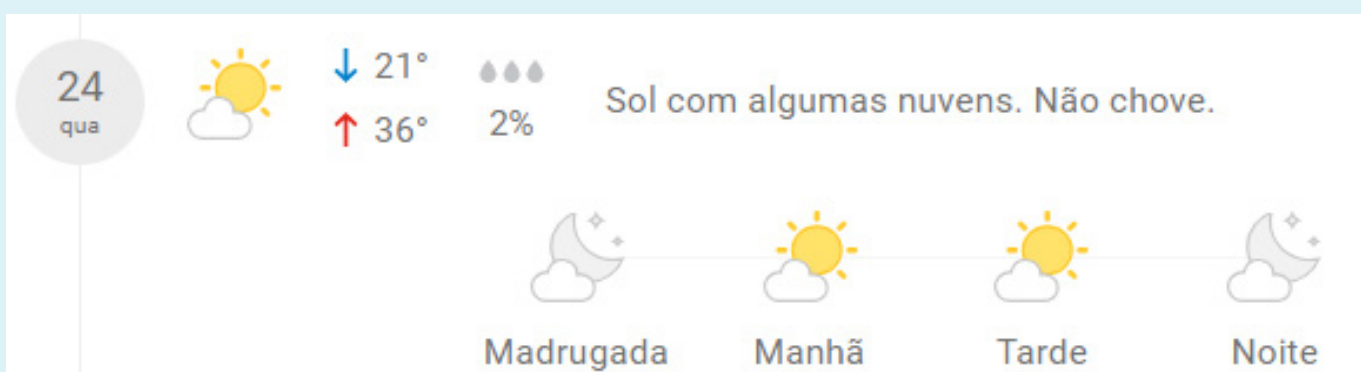 24
qua
21°
36°
2%
Sol com algumas nuvens. Não chove.
Madrugada Manhã Tarde Noite